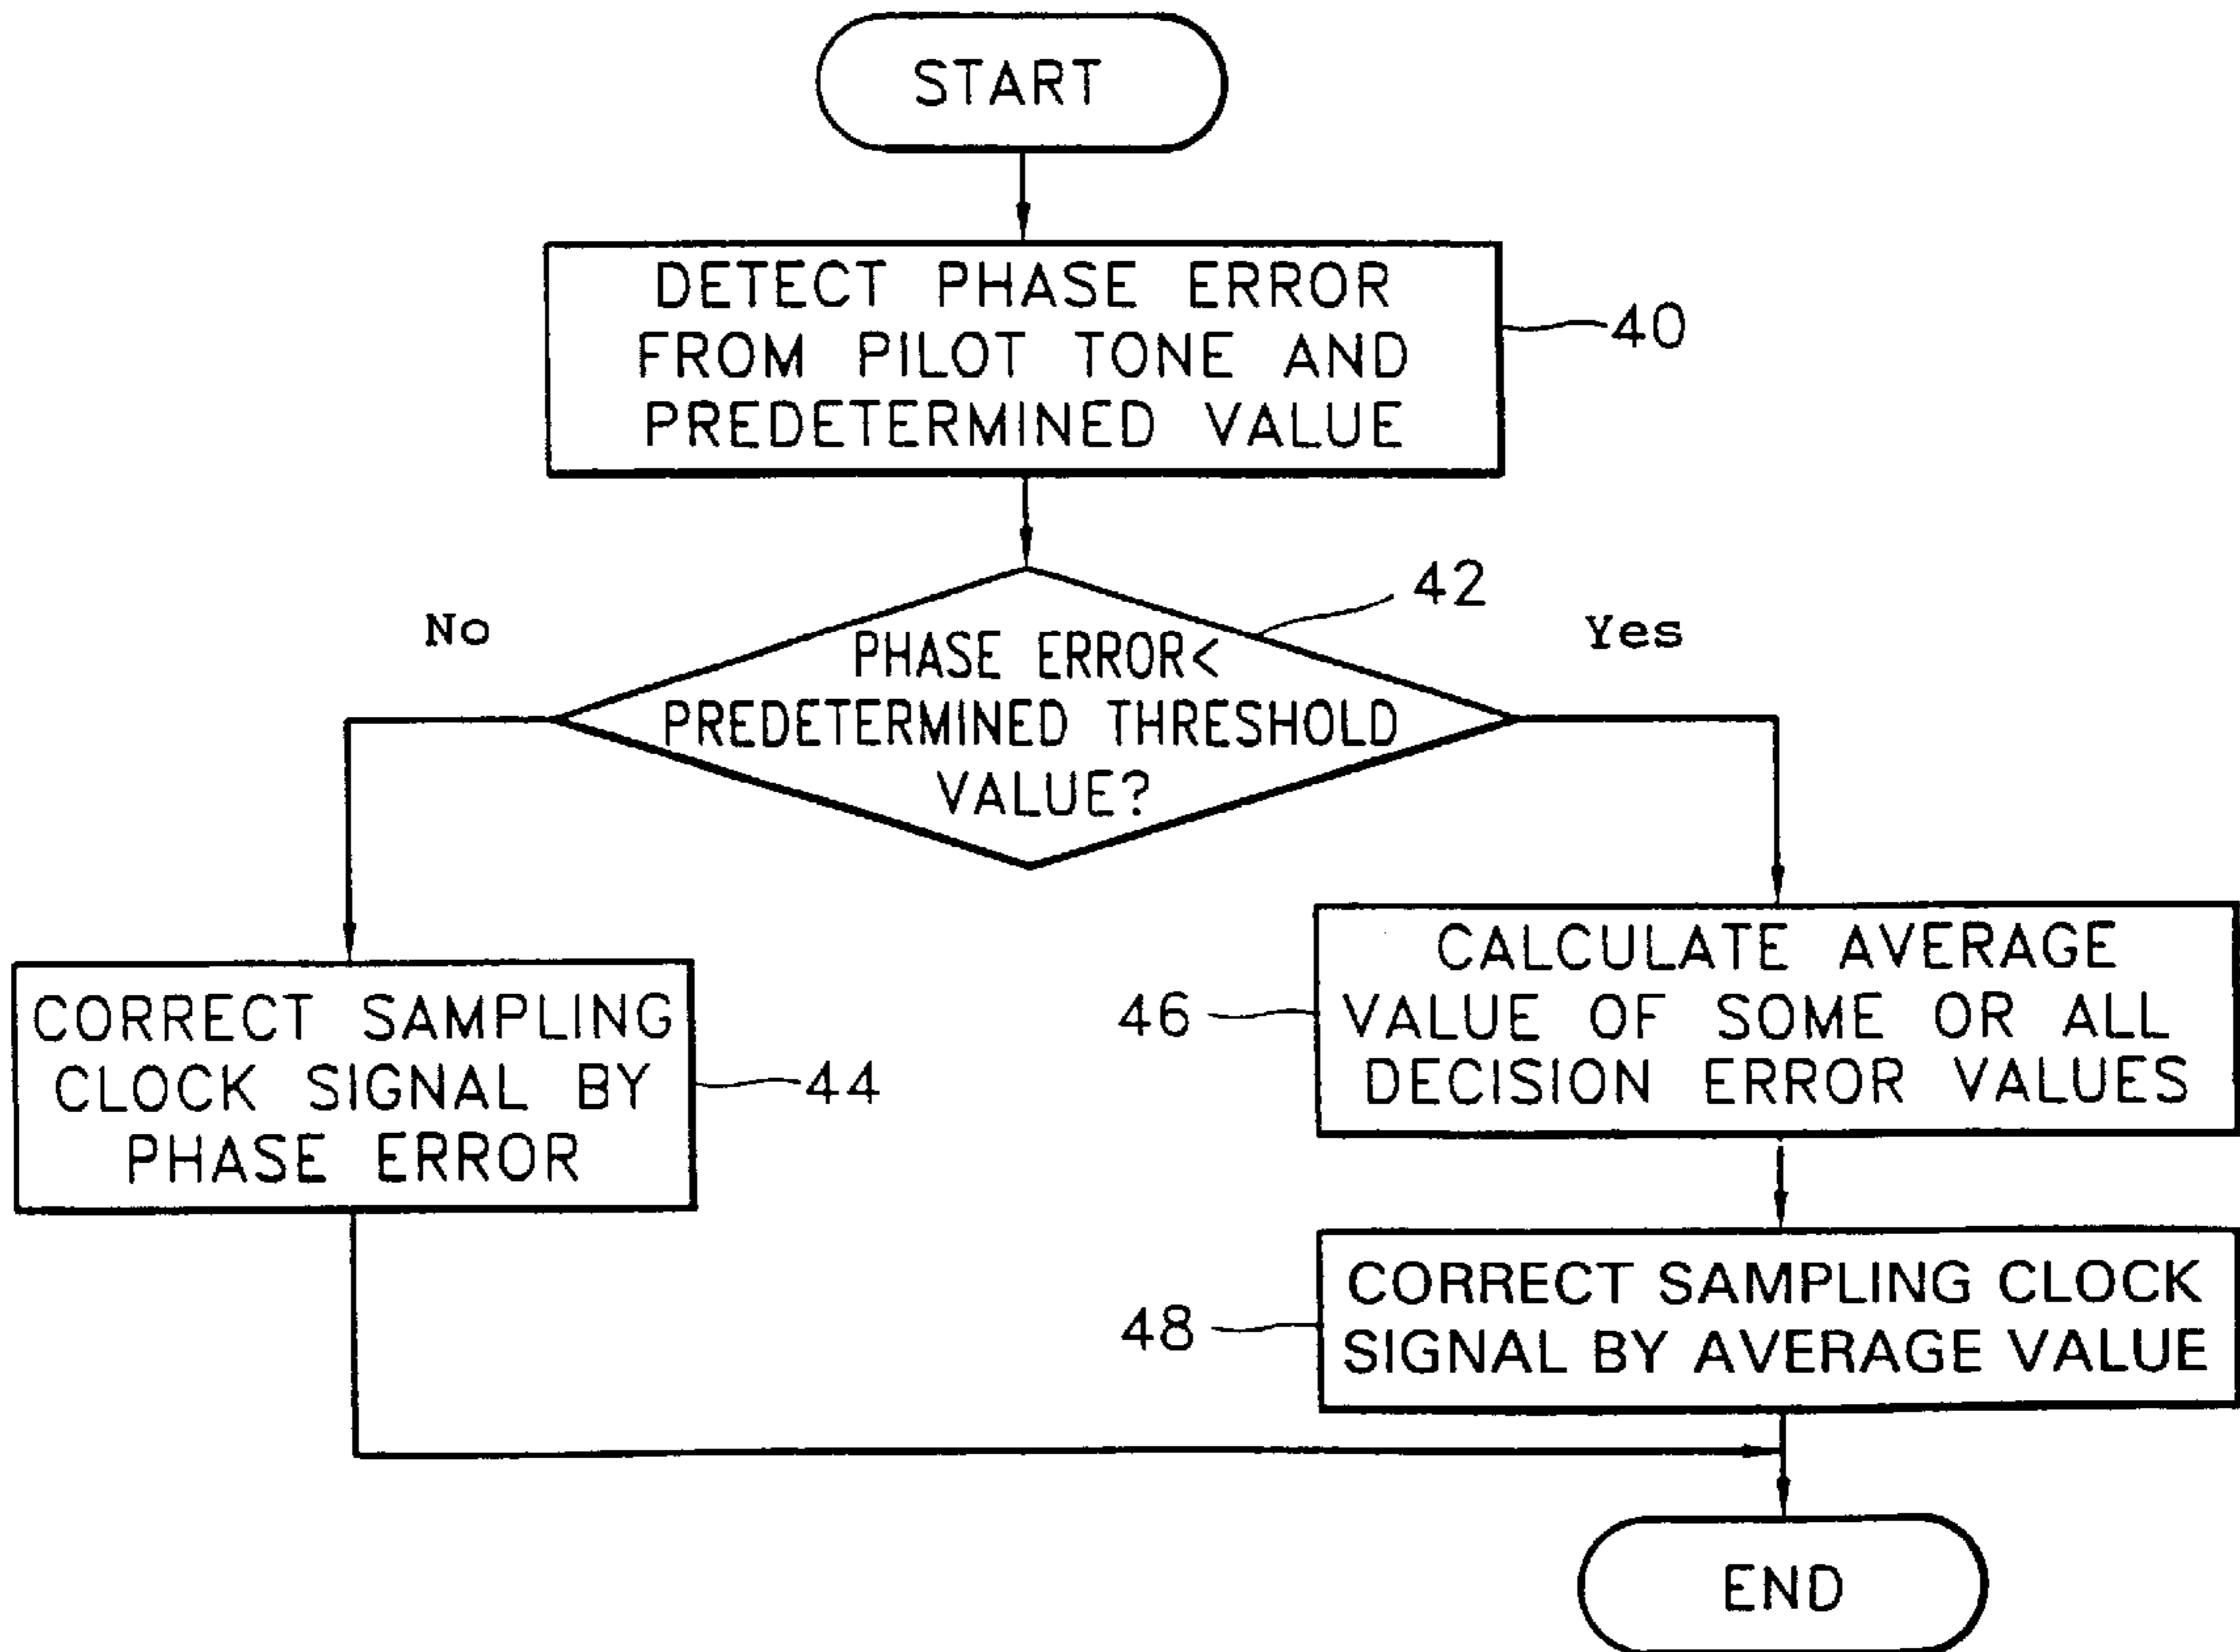 START
DETECT PHASE ERROR
FROM PILOT TONE AND
PREDETERMINED VALUE
40
42
No
Yes
PHASE ERROR<
PREDETERMINED THRESHOLD
VALUE?
CORRECT SAMPLING
CLOCK SIGNAL BY
PHASE ERROR
44
46
CALCULATE AVERAGE
VALUE OF SOME OR ALL
DECISION ERROR VALUES
48
CORRECT SAMPLING CLOCK
SIGNAL BY AVERAGE VALUE
END